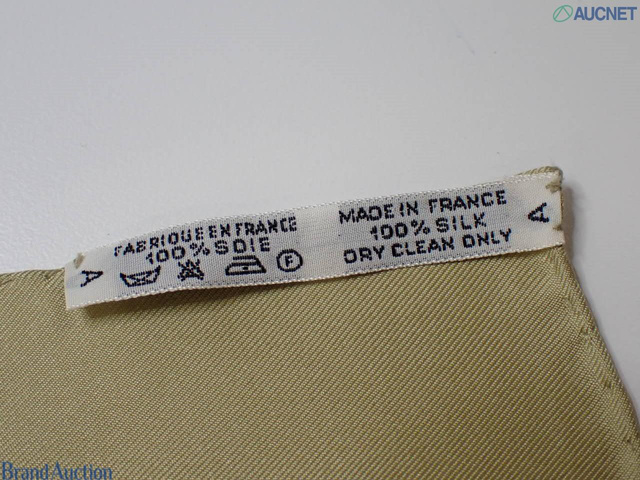 AUCNET
FABRIQUE EN FRANCE
100% SOIE
A
F
MADE IN FRANCE
100% SILK
DRY CLEAN ONLY
A
Brand Auction